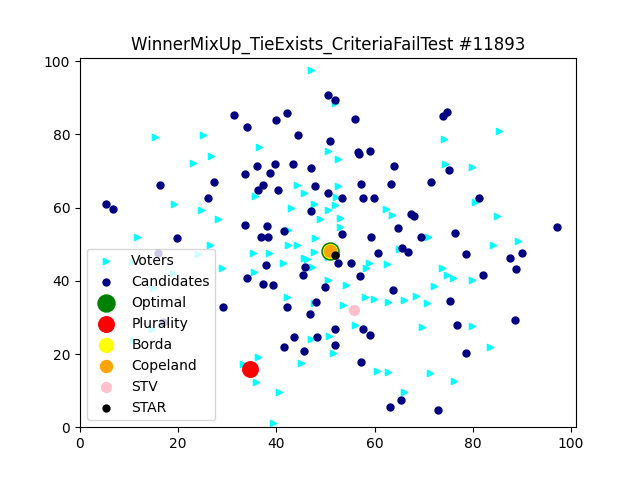 WinnerMixUp_TieExists_CriteriaFailTest #11893
100
80
60
40
20
0
Voters
Candidates
Optimal
Plurality
Borda
Copeland
STV
STAR
0 20 40 60 80 100